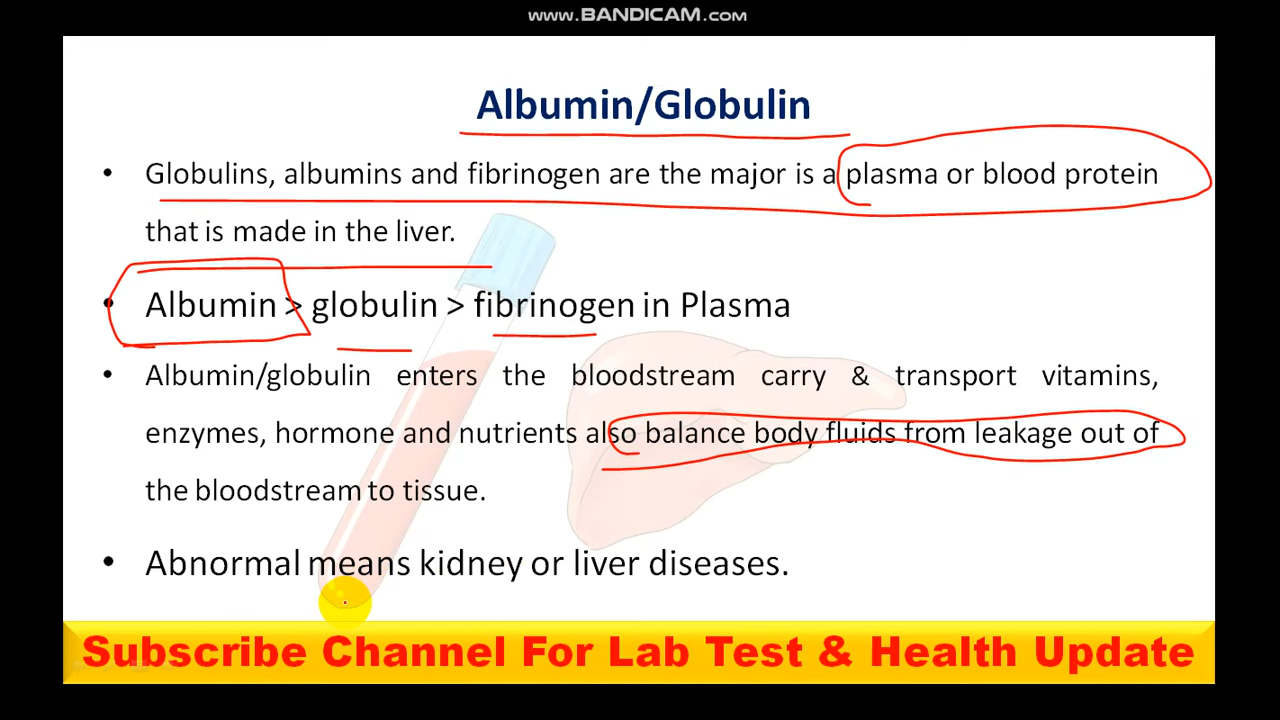 www.BANDICAM.com
Albumin/Globulin
• Globulins, albumins and fibrinogen are the major is a plasma or blood protein
that is made in the liver.
• Albumin > globulin > fibrinogen in Plasma
• Albumin/globulin enters the bloodstream carry & transport vitamins,
enzymes, hormone and nutrients also balance body fluids from leakage out of
the bloodstream to tissue.
• Abnormal means kidney or liver diseases.
Subscribe Channel For Lab Test & Health Update